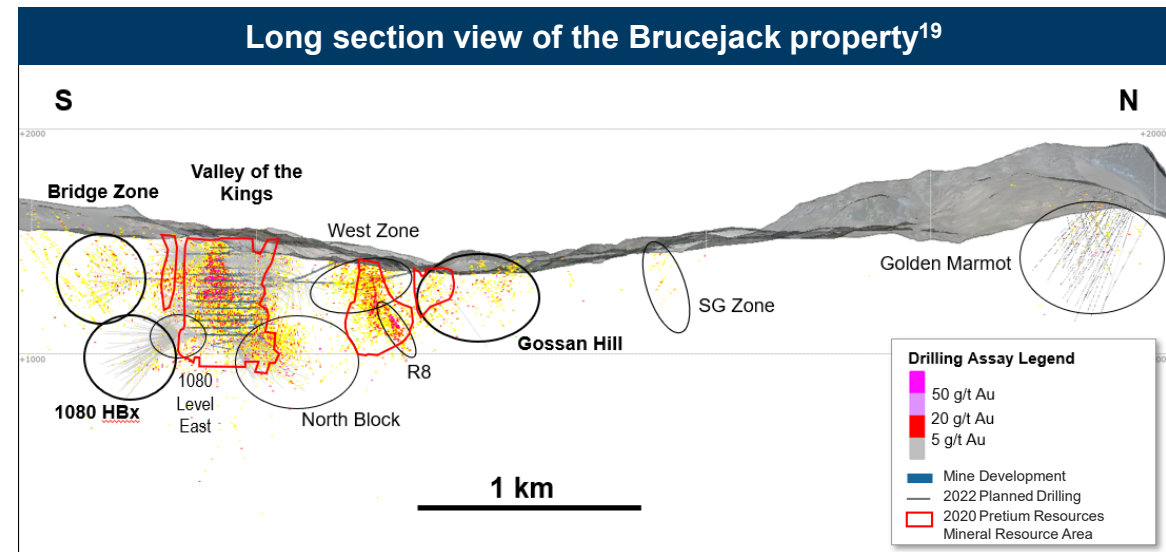 Long section view of the Brucejack property19
S
N
+2000
+2000
Valley of the
Kings
Bridge Zone
West Zone
Golden Marmot
SG Zone
Gossan Hill
+1000
R8
1080
Level
East
1080 HBx
North Block
1 km
Drilling Assay Legend
50 g/t Au
20 g/t Au
5 g/t Au
Mine Development
2022 Planned Drilling
2020 Pretium Resources
Mineral Resource Area